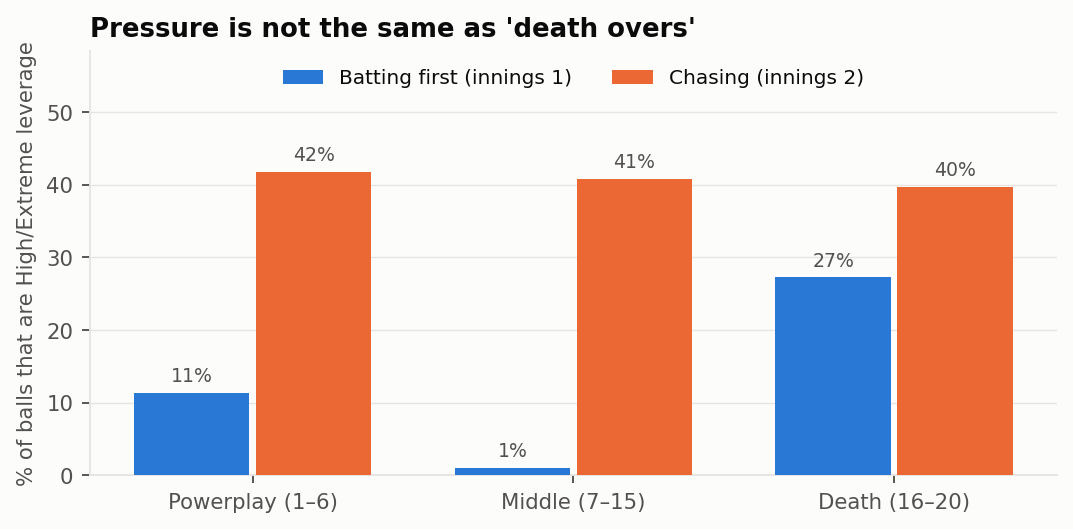 Pressure is not the same as 'death overs'
Batting first (innings 1)
Chasing (innings 2)
% of balls that are High/Extreme leverage
50
40
30
20
10
0
11%
42%
1%
41%
27%
40%
Powerplay (1–6)
Middle (7–15)
Death (16–20)